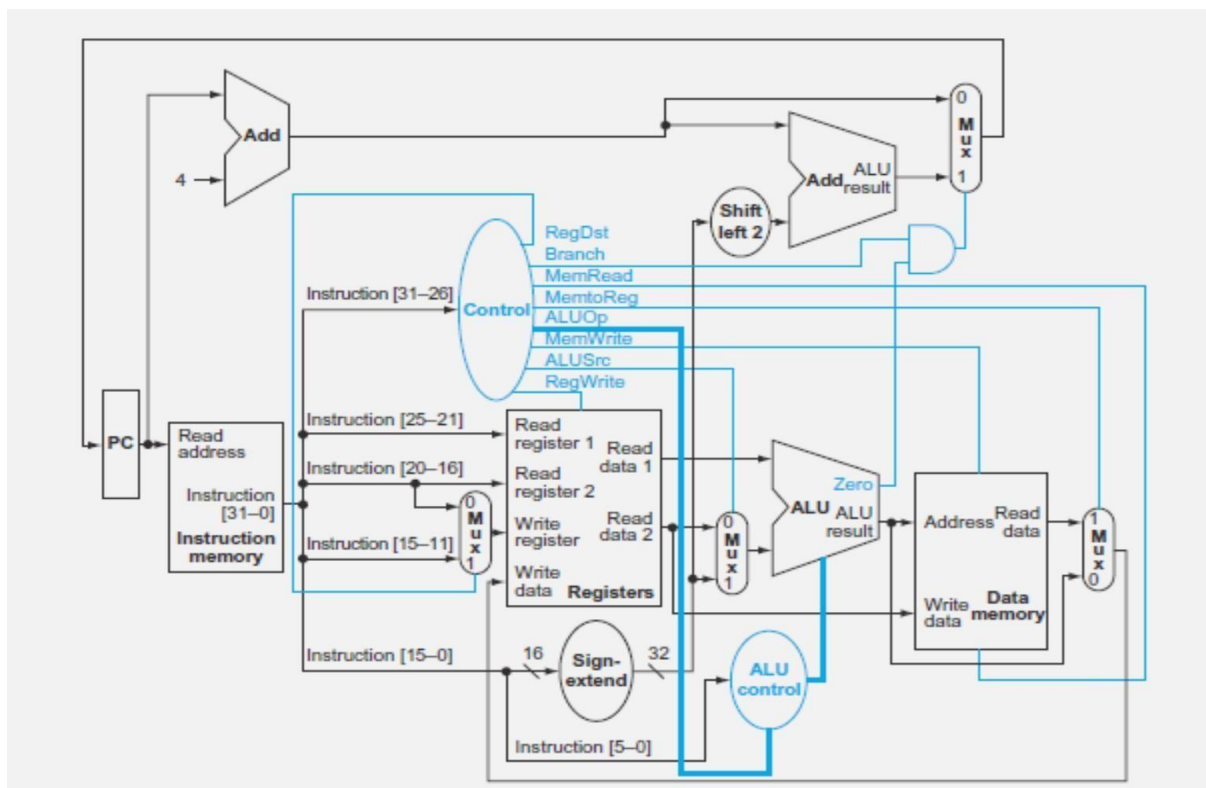 Add
4
0
Mux
1
Add
ALU
result
Shift
left 2
RegDst
Branch
MemRead
MemtoReg
ALUOp
MemWrite
ALUSrc
RegWrite
Instruction [31–26]
Control
PC
Read
address
Instruction
[31–0]
Instruction
memory
Instruction [25–21]
Instruction [20–16]
Instruction [15–11]
0
Mux
1
Read
register 1
Read
register 2
Write
register
Write
data
Read
data 1
Read
data 2
Registers
0
Mux
1
Zero
ALU
ALU
result
Address
Read
data
Write
data
Data
memory
1
Mux
0
Instruction [15–0]
16
Sign-
extend
32
ALU
control
Instruction [5–0]